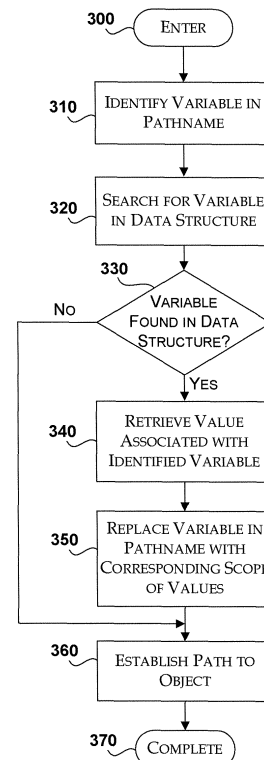 300
ENTER
310
IDENTIFY VARIABLE IN
PATHNAME
320
SEARCH FOR VARIABLE
IN DATA STRUCTURE
330
VARIABLE
FOUND IN DATA
STRUCTURE?
NO
YES
340
RETRIEVE VALUE
ASSOCIATED WITH
IDENTIFIED VARIABLE
350
REPLACE VARIABLE IN
PATHNAME WITH
CORRESPONDING SCOPE
OF VALUES
360
ESTABLISH PATH TO
OBJECT
370
COMPLETE